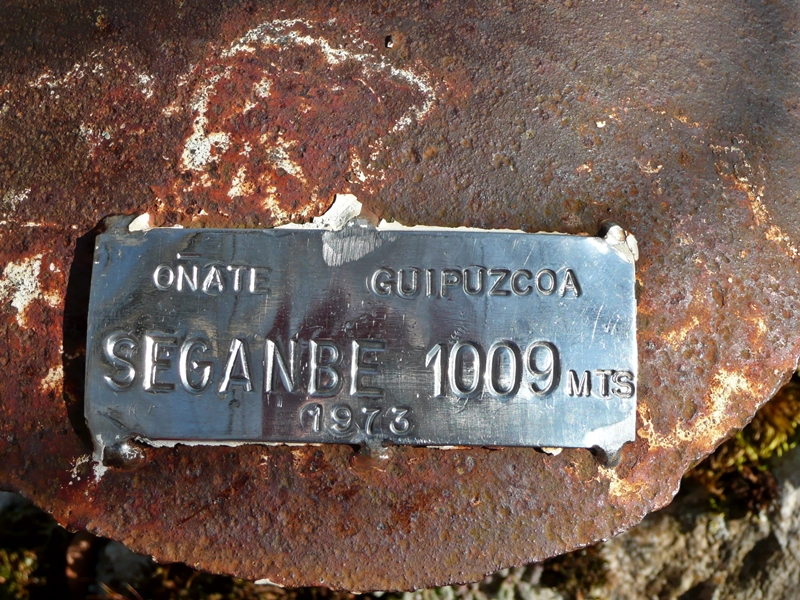 OÑATE GUIPUZCOA
SEGANBE 1009 MTS
1973